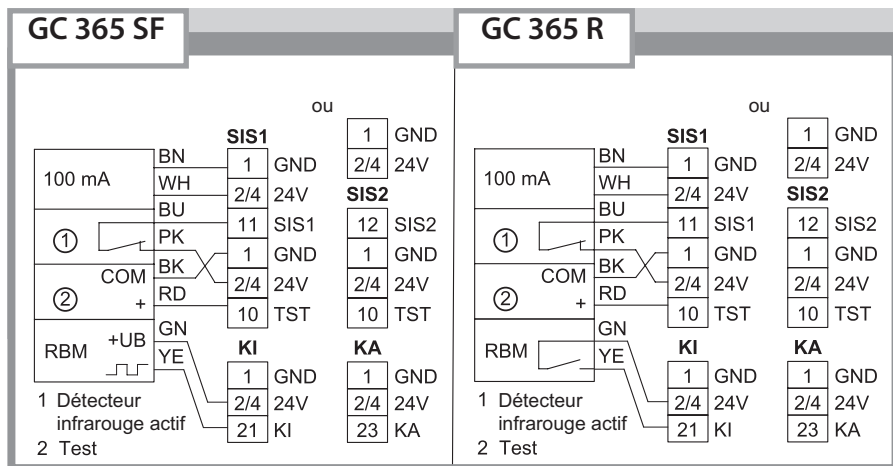 GC 365 SF
ou
SIS1
1 GND
BN
1 GND
2/4 24V
100 mA
WH
2/4 24V
SIS2
BU
11 SIS1
12 SIS2
1
PK
1 GND
1 GND
COM
BK
2/4 24V
2/4 24V
2
+
RD
10 TST
10 TST
GN
KI
KA
RBM
+UB
YE
1 GND
1 GND
2/4 24V
2/4 24V
21 KI
23 KA
1 Détecteur
infrarouge actif
2 Test
GC 365 R
ou
SIS1
1 GND
BN
1 GND
2/4 24V
100 mA
WH
2/4 24V
SIS2
BU
11 SIS1
12 SIS2
1
PK
1 GND
1 GND
COM
BK
2/4 24V
2/4 24V
2
+
RD
10 TST
10 TST
GN
KI
KA
RBM
YE
1 GND
1 GND
2/4 24V
2/4 24V
21 KI
23 KA
1 Détecteur
infrarouge actif
2 Test